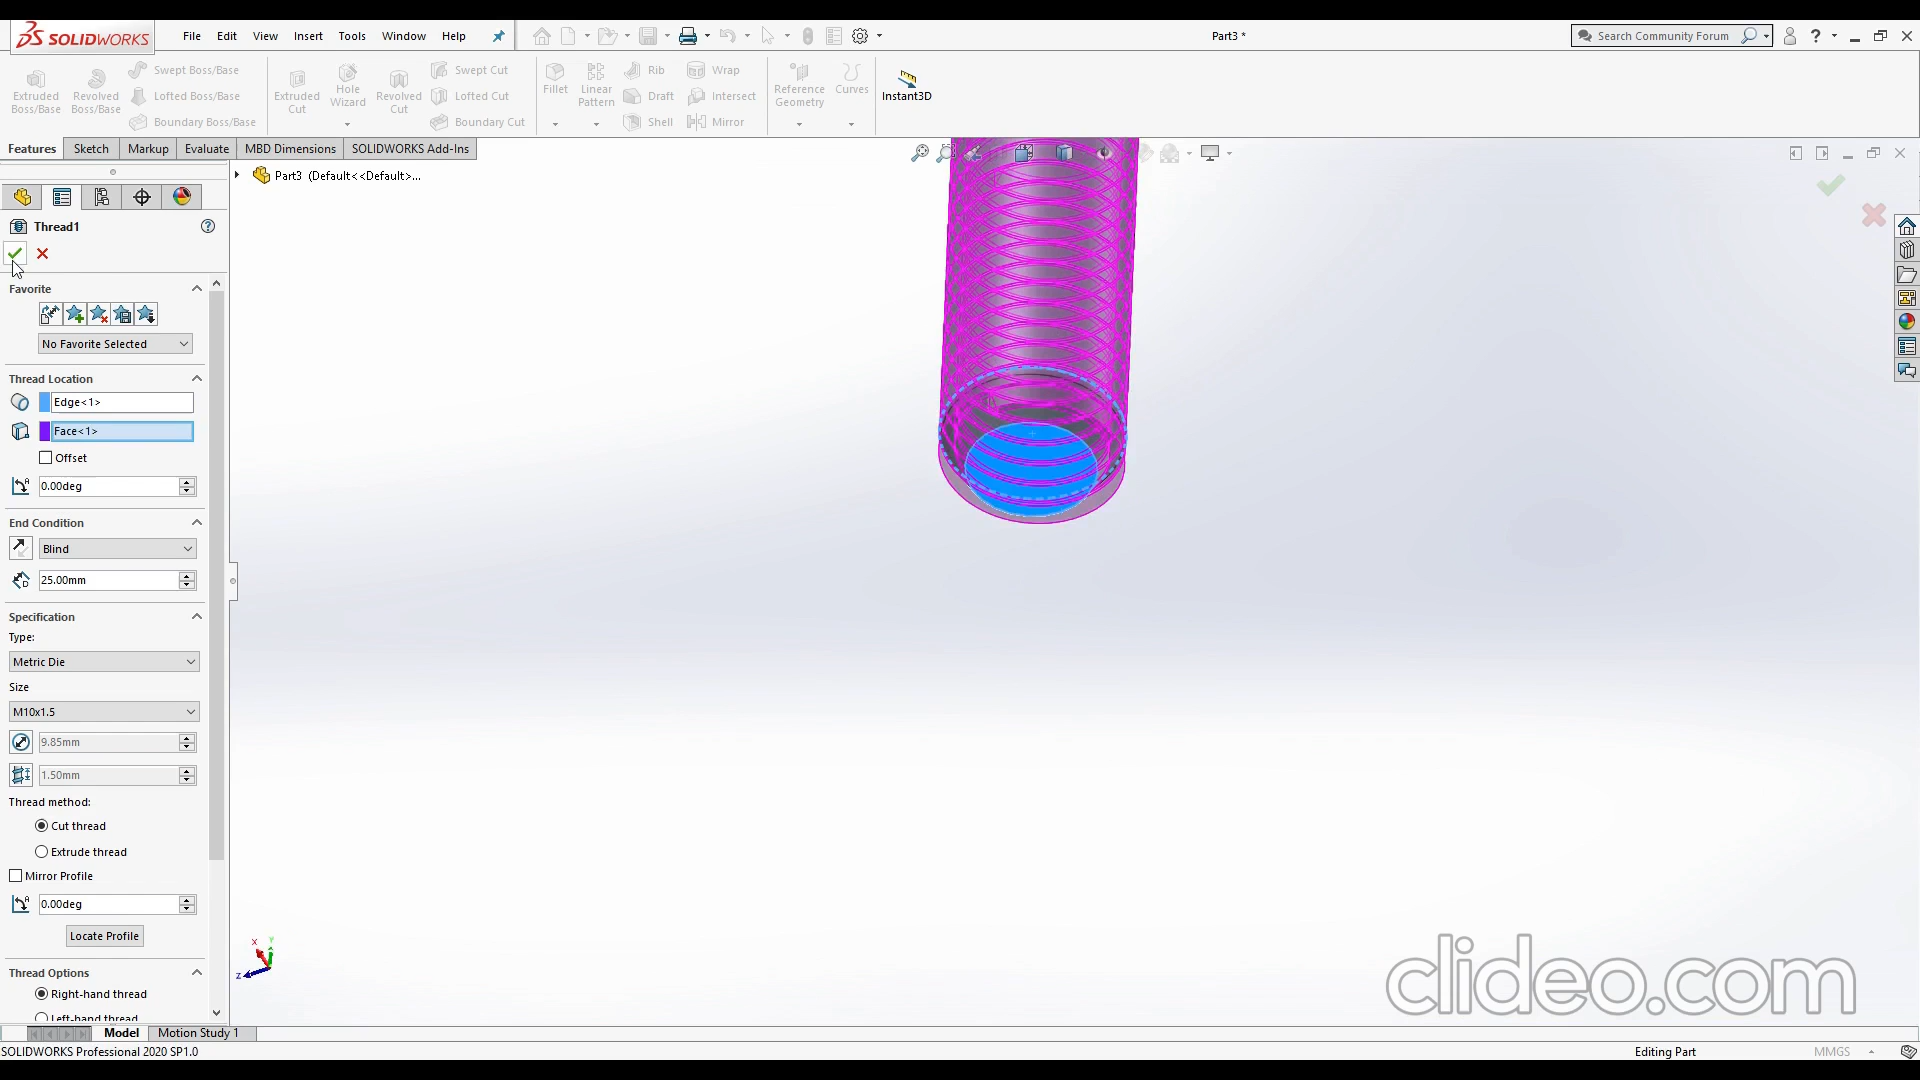 SOLIDWORKS File Edit View Insert Tools Window Help Part3 * Search Community Forum ?
Extruded Boss/Base
Revolved Boss/Base
Swept Boss/Base
Lofted Boss/Base
Boundary Boss/Base
Extruded Cut
Hole Wizard
Revolved Cut
Swept Cut
Lofted Cut
Boundary Cut
Fillet
Linear Pattern
Rib
Draft
Shell
Wrap
Intersect
Mirror
Reference Geometry
Curves
Instant3D
Features Sketch Markup Evaluate MBD Dimensions SOLIDWORKS Add-Ins
Part3 (Default<<Default>...
Thread1
Favorite
No Favorite Selected
Thread Location
Edge<1>
Face<1>
Offset
0.00deg
End Condition
Blind
25.00mm
Specification
Type:
Metric Die
Size
M10x1.5
9.85mm
1.50mm
Thread method:
Cut thread
Extrude thread
Mirror Profile
0.00deg
Locate Profile
Thread Options
Right-hand thread
Left-hand thread
X Y Z
clideo.com
Model Motion Study 1
SOLIDWORKS Professional 2020 SP1.0 Editing Part MMGS